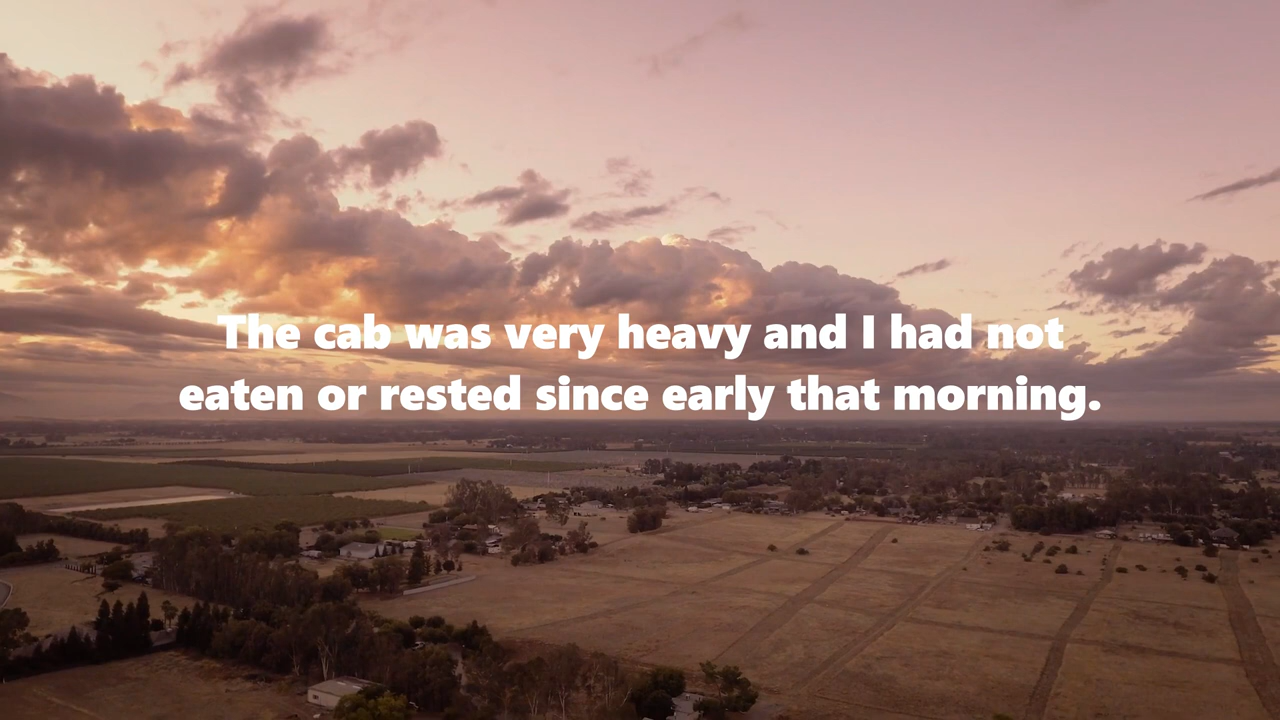 The cab was very heavy and I had not
eaten or rested since early that morning.